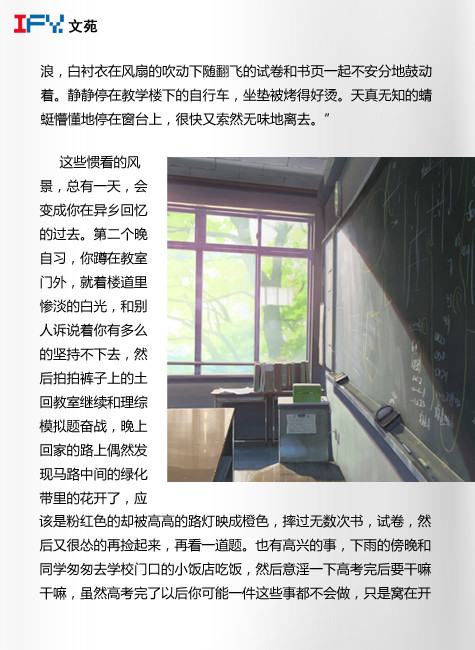 IFY. 文苑
浪，白衬衣在风扇的吹动下随翻飞的试卷和书页一起不安分地鼓动
着。静静停在教学楼下的自行车，坐垫被烤得好烫。天真无知的蜻
蜓懵懂地停在窗台上，很快又索然无味地离去。”
这些惯看的风
景，总有一天，会
变成你在异乡回忆
的过去。第二个晚
自习，你蹲在教室
门外，就着楼道里
惨淡的白光，和别
人诉说着你有多么
的坚持不下去，然
后拍拍裤子上的土
回教室继续和理综
模拟题奋战，晚上
回家的路上偶然发
现马路中间的绿化
带里的花开了，应
该是粉红色的却被高高的路灯映成橙色，摔过无数次书，试卷，然
后又很怂的再捡起来，再看一道题。也有高兴的事，下雨的傍晚和
同学匆匆去学校门口的小饭店吃饭，然后意淫一下高考完后要干嘛
干嘛，虽然高考完了以后你可能一件这些事都不会做，只是窝在开